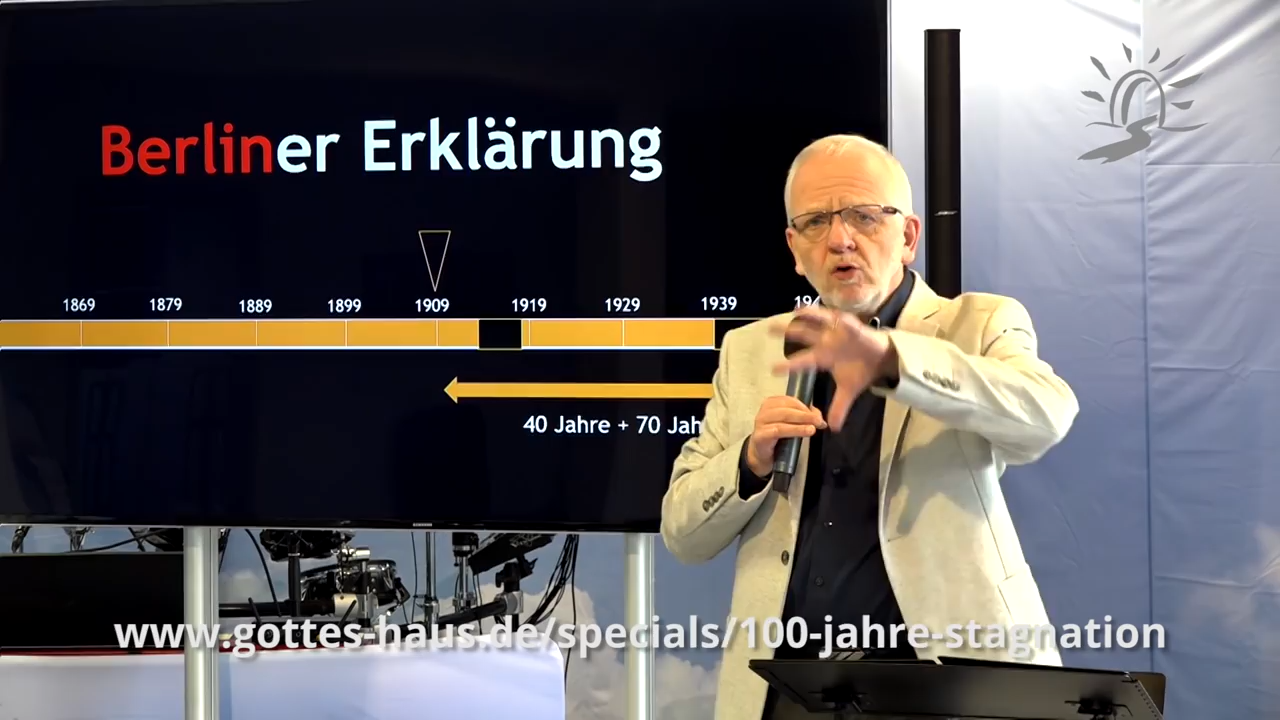 Berliner Erklärung
1869 1879 1889 1899 1909 1919 1929 1939
40 Jahre + 70
www.gottes-haus.de/specials/100-jahre-stagnation